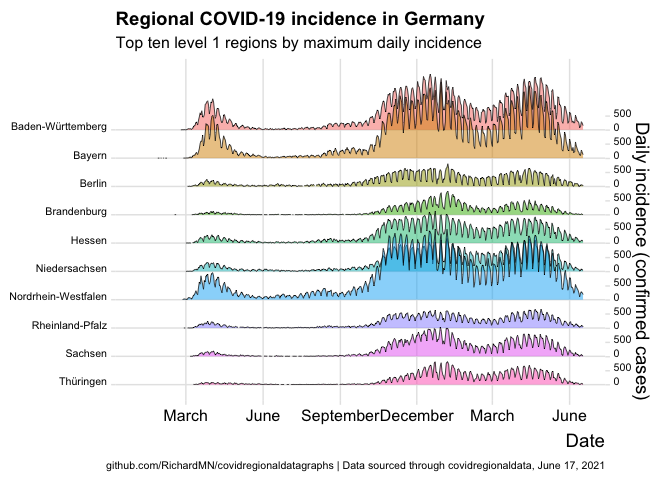 Regional COVID-19 incidence in Germany
Top ten level 1 regions by maximum daily incidence
Baden-Württemberg
Bayern
Berlin
Brandenburg
Hessen
Niedersachsen
Nordrhein-Westfalen
Rheinland-Pfalz
Sachsen
Thüringen
500
0
500
0
500
0
500
0
500
0
500
0
500
0
500
0
500
0
500
0
Daily incidence (confirmed cases)
March June September December March June
Date
github.com/RichardMN/covidregionaldatagraphs | Data sourced through covidregionaldata, June 17, 2021